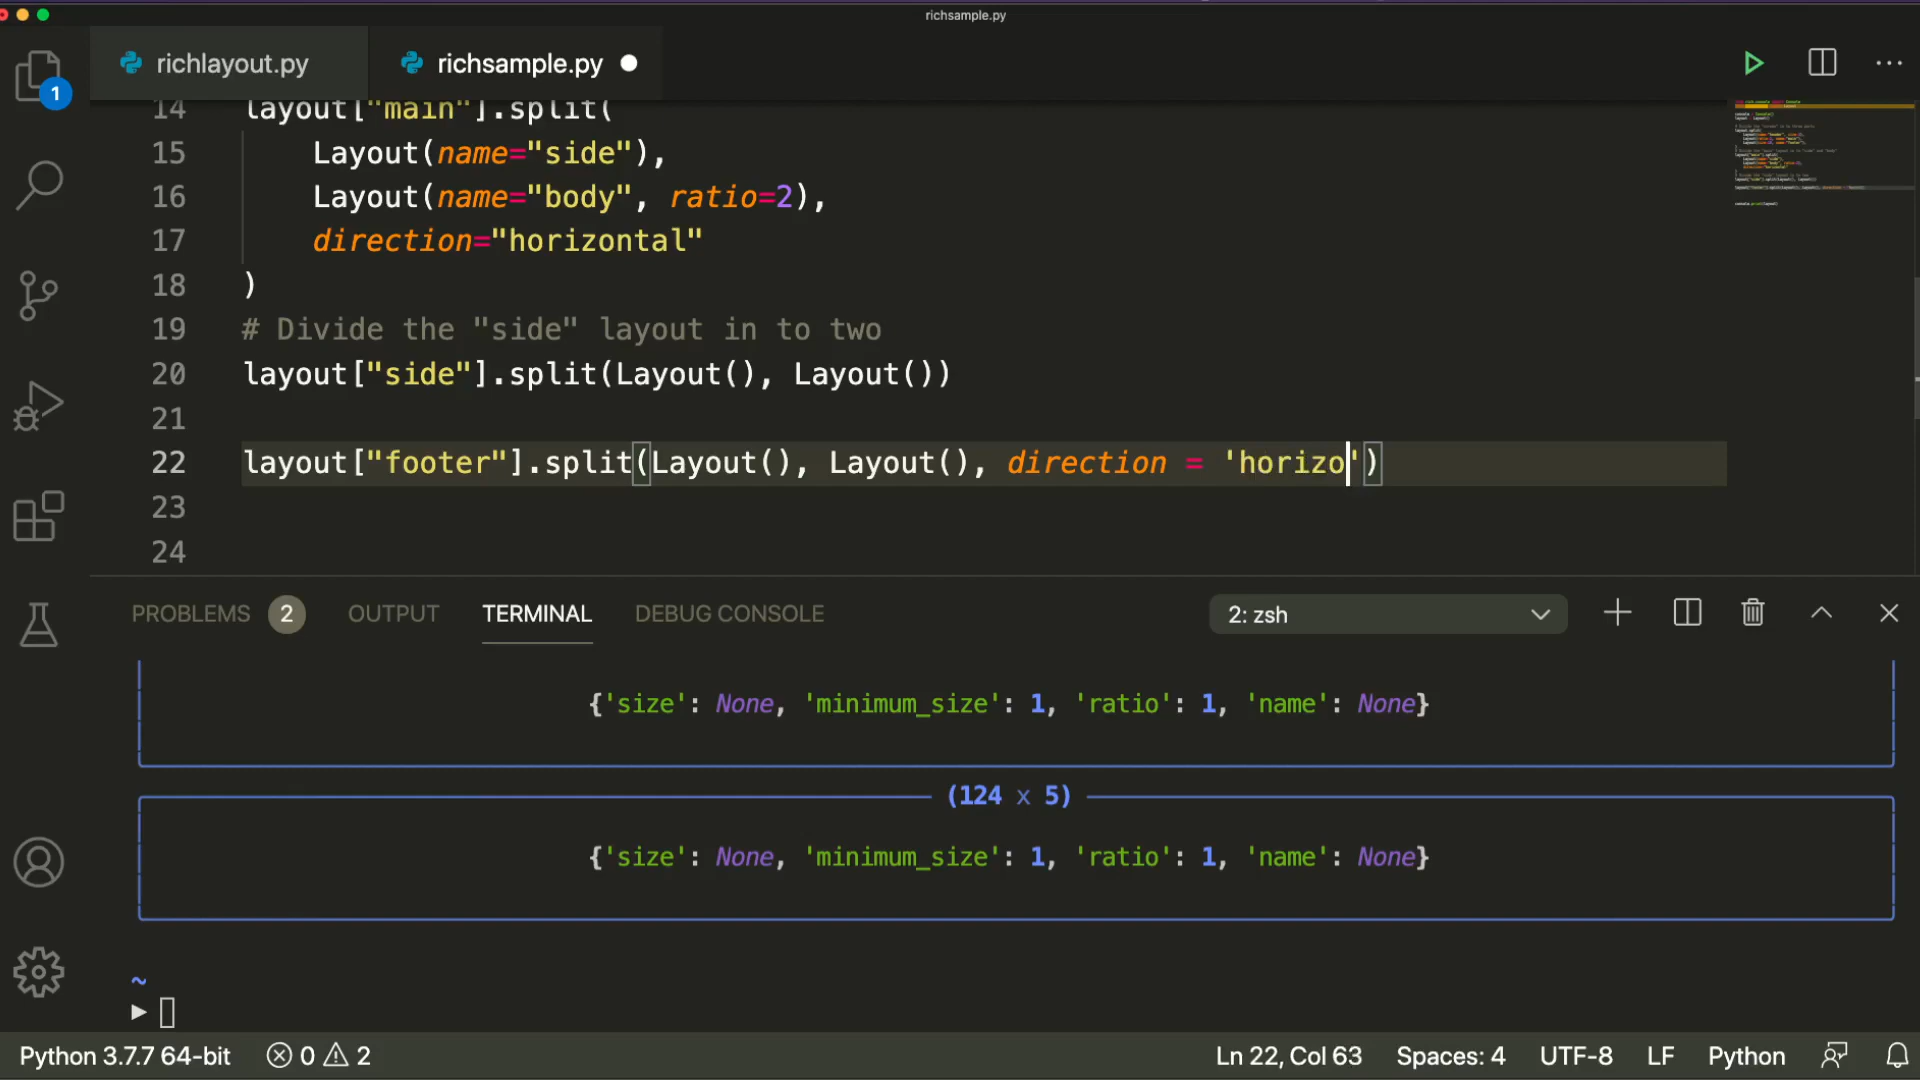 richsample.py
richlayout.py
richsample.py
1
14 layout["main"].split(
15 Layout(name="side"),
16 Layout(name="body", ratio=2),
17 direction="horizontal"
18 )
19 # Divide the "side" layout in to two
20 layout["side"].split(Layout(), Layout())
21
22 layout["footer"].split(Layout(), Layout(), direction = 'horizo')
23
24
PROBLEMS 2 OUTPUT TERMINAL DEBUG CONSOLE 2: zsh
{'size': None, 'minimum_size': 1, 'ratio': 1, 'name': None}
(124 x 5)
{'size': None, 'minimum_size': 1, 'ratio': 1, 'name': None}
~
Python 3.7.7 64-bit 0 2 Ln 22, Col 63 Spaces: 4 UTF-8 LF Python